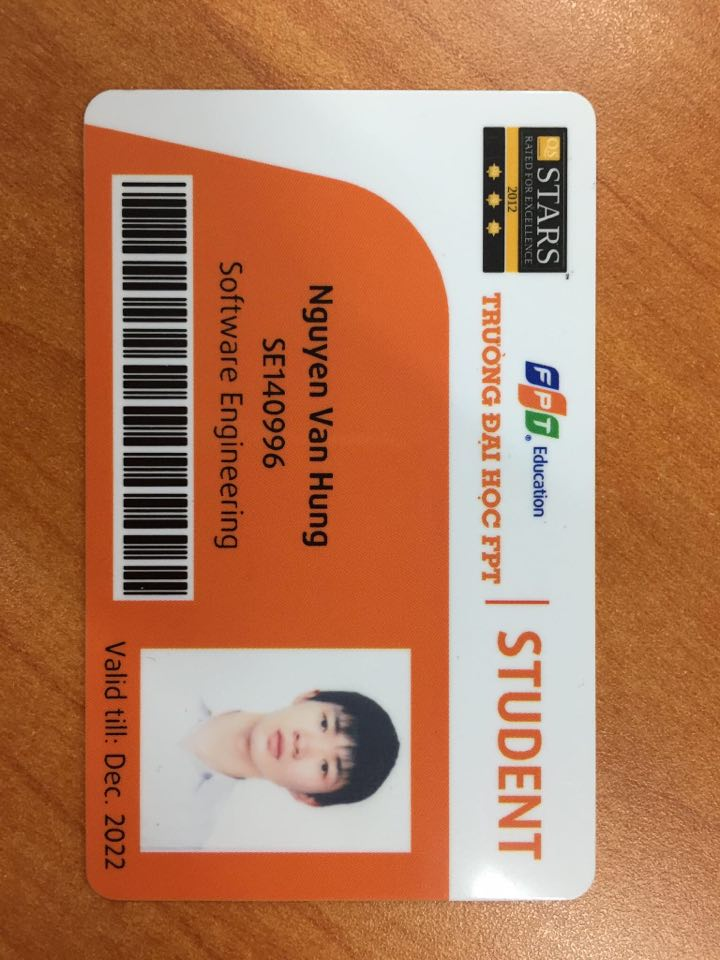 QS STARS™
RATED FOR EXCELLENCE
2012
FPT® Education
TRƯỜNG ĐẠI HỌC FPT
STUDENT
Nguyen Van Hung
SE140996
Software Engineering
Valid till: Dec. 2022